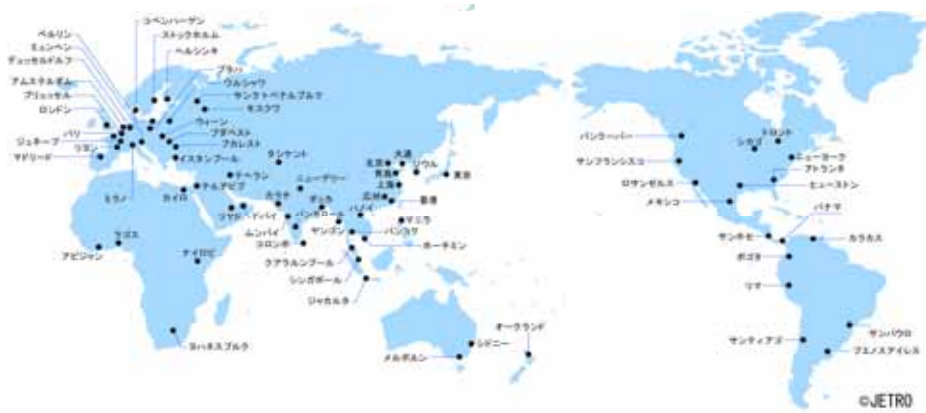 コペンハーゲン
ストックホルム
ヘルシンキ
ベルリン
ミュンヘン
デュッセルドルフ
アムステルダム
ブリュッセル
ロンドン
パリ
ジュネーブ
リヨン
マドリード
プラハ
ワルシャワ
サンクトペテルブルク
モスクワ
ウィーン
ブダペスト
ブカレスト
イスタンブール
ミラノ
カイロ
テルアビブ
テヘラン
タシケント
ニューデリー
カラチ
ダッカ
リヤド
ドバイ
バンガロール
ムンバイ
コロンボ
ヤンゴン
ハノイ
バンコク
ホーチミン
クアラルンプール
シンガポール
ジャカルタ
マニラ
香港
広州
上海
青島
北京
大連
ソウル
東京
ラゴス
アビジャン
ナイロビ
ヨハネスブルク
オークランド
シドニー
メルボルン
バンクーバー
サンフランシスコ
ロサンゼルス
メキシコ
シカゴ
トロント
ニューヨーク
アトランタ
ヒューストン
パナマ
サンホセ
カラカス
ボゴタ
リマ
サンパウロ
サンティアゴ
ブエノスアイレス
©JETRO